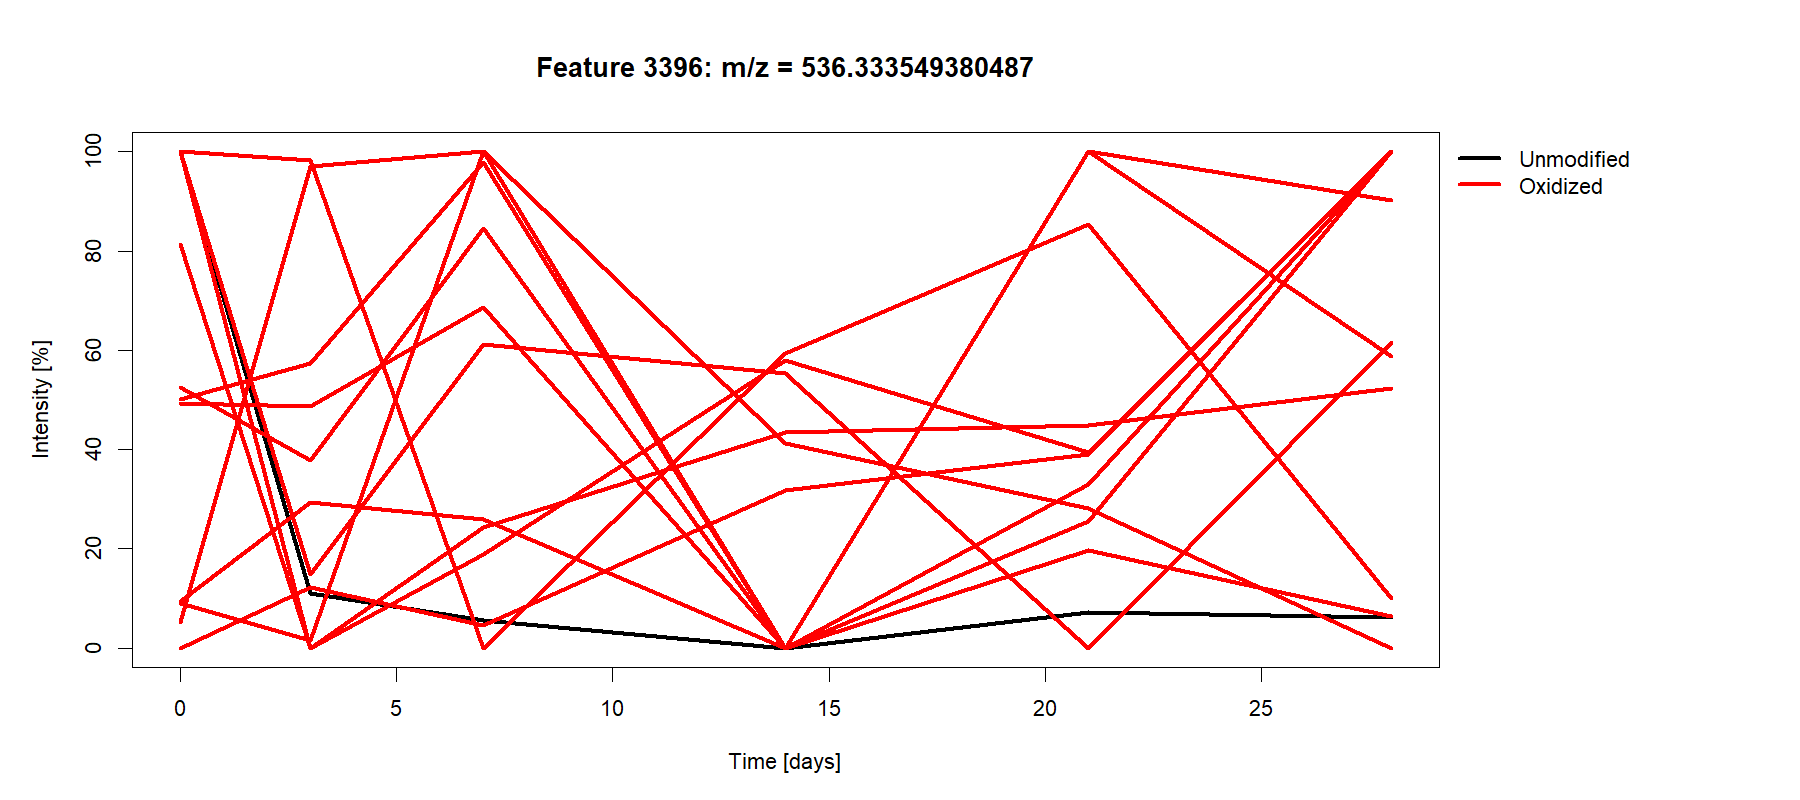 Feature 3396: m/z = 536.333549380487
Unmodified
Oxidized
Intensity [%]
100
80
60
40
20
0
0 5 10 15 20 25
Time [days]